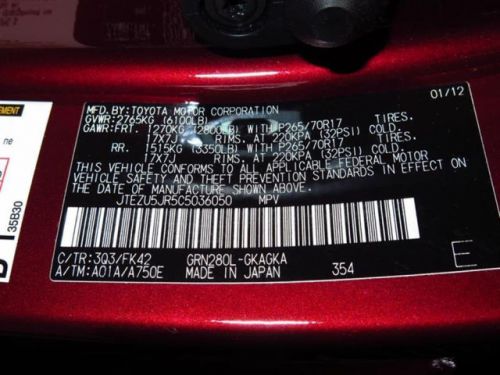 01/12
MFD.BY:TOYOTA MOTOR CORPORATION
GVWR:2765KG (6100LB)
GAWR:FRT. 1270KG (2800LB) WITH P265/70R17 TIRES.
17X7J RIMS. AT 220KPA (32PSI) COLD.
RR. 1515KG (3350LB) WITH P265/70R17 TIRES.
17X7J RIMS. AT 220KPA (32PSI) COLD.
THIS VEHICLE CONFORMS TO ALL APPLICABLE FEDERAL MOTOR
VEHICLE SAFETY AND THEFT PREVENTION STANDARDS IN EFFECT ON
THE DATE OF MANUFACTURE SHOWN ABOVE.
JTEZU5JR5C5036050 MPV
C/TR:3Q3/FK42 GRN280L-GKAGKA
A/TM:A01A/A750E MADE IN JAPAN 354
E
EMENT
ne
35B30